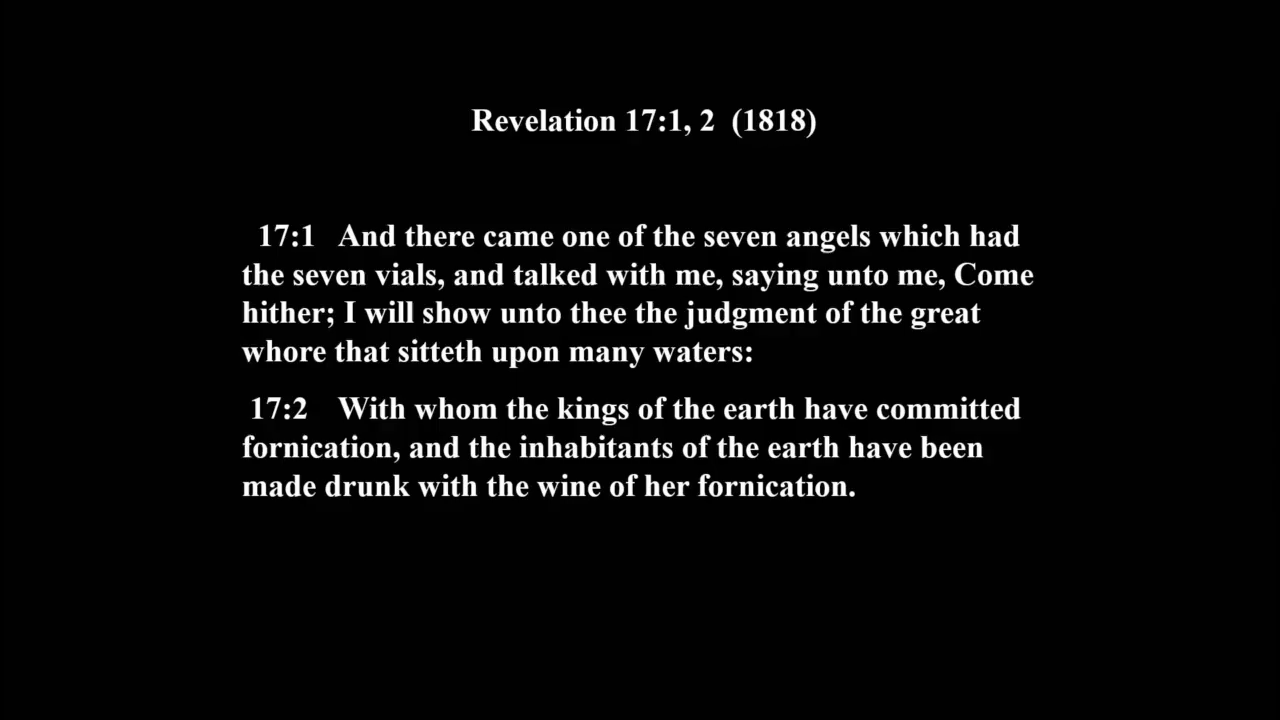 Revelation 17:1, 2 (1818)
17:1 And there came one of the seven angels which had
the seven vials, and talked with me, saying unto me, Come
hither; I will show unto thee the judgment of the great
whore that sitteth upon many waters:
17:2 With whom the kings of the earth have committed
fornication, and the inhabitants of the earth have been
made drunk with the wine of her fornication.